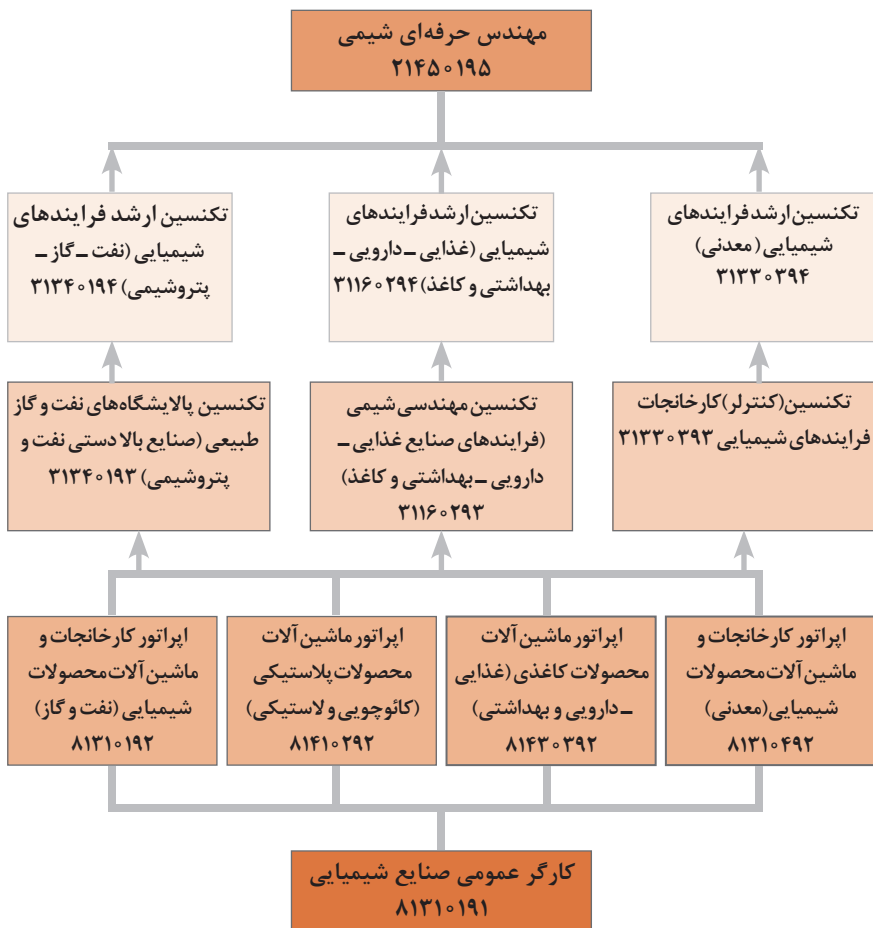 مهندس حرفه‌ای شیمی
۲۱۴۵۰۱۹۵
تکنسین ارشد فرایندهای
شیمیایی (معدنی)
۳۱۳۳۰۳۹۴
تکنسین ارشد فرایندهای
شیمیایی (غذایی ـ دارویی ـ
بهداشتی و کاغذ) ۳۱۱۶۰۲۹۴
تکنسین ارشد فرایندهای
شیمیایی (نفت ـ گاز ـ
پتروشیمی) ۳۱۳۴۰۱۹۴
تکنسین (کنترلر) کارخانجات
فرایندهای شیمیایی ۳۱۳۳۰۳۹۳
تکنسین مهندسی شیمی
(فرایندهای صنایع غذایی ـ
دارویی ـ بهداشتی و کاغذ)
۳۱۱۶۰۲۹۳
تکنسین پالایشگاه‌های نفت و گاز
طبیعی (صنایع بالا دستی نفت و
پتروشیمی) ۳۱۳۴۰۱۹۳
اپراتور کارخانجات و
ماشین آلات محصولات
شیمیایی (معدنی)
۸۱۳۱۰۴۹۲
اپراتور ماشین آلات
محصولات کاغذی (غذایی
ـ دارویی و بهداشتی)
۸۱۴۳۰۳۹۲
اپراتور ماشین آلات
محصولات پلاستیکی
(کائوچویی و لاستیکی)
۸۱۴۱۰۲۹۲
اپراتور کارخانجات و
ماشین آلات محصولات
شیمیایی (نفت و گاز)
۸۱۳۱۰۱۹۲
کارگر عمومی صنایع شیمیایی
۸۱۳۱۰۱۹۱